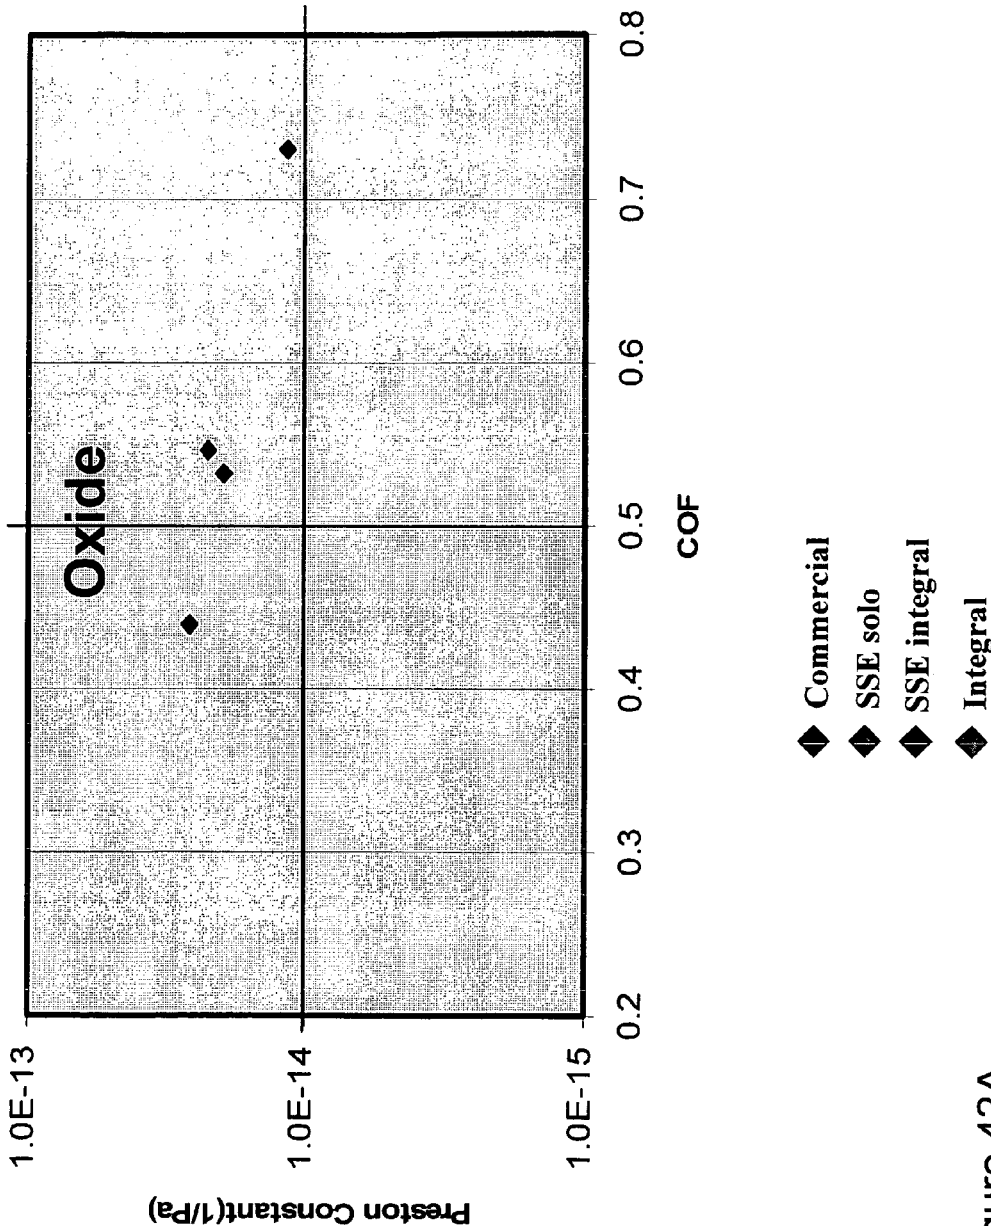 Oxide
Preston Constant(1/Pa)
1.0E-13
1.0E-14
1.0E-15
0.2
0.3
0.4
0.5
0.6
0.7
0.8
COF
Commercial
SSE solo
SSE integral
Integral